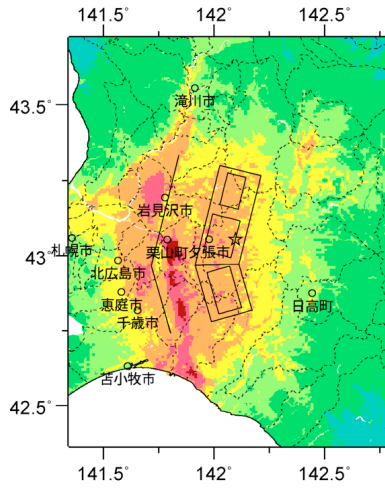 141.5° 142° 142.5°
43.5°
滝川市
岩見沢市
札幌市
栗山町
夕張市
43°
北広島市
恵庭市
千歳市
日高町
苫小牧市
42.5°
141.5° 142° 142.5°